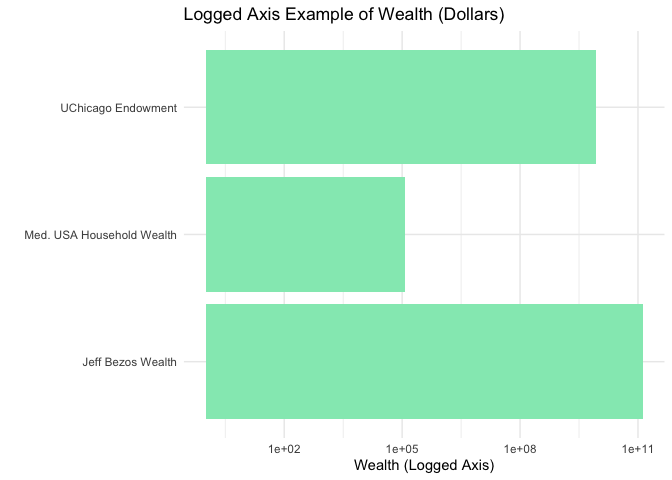 Logged Axis Example of Wealth (Dollars)
UChicago Endowment
Med. USA Household Wealth
Jeff Bezos Wealth
1e+02 1e+05 1e+08 1e+11
Wealth (Logged Axis)